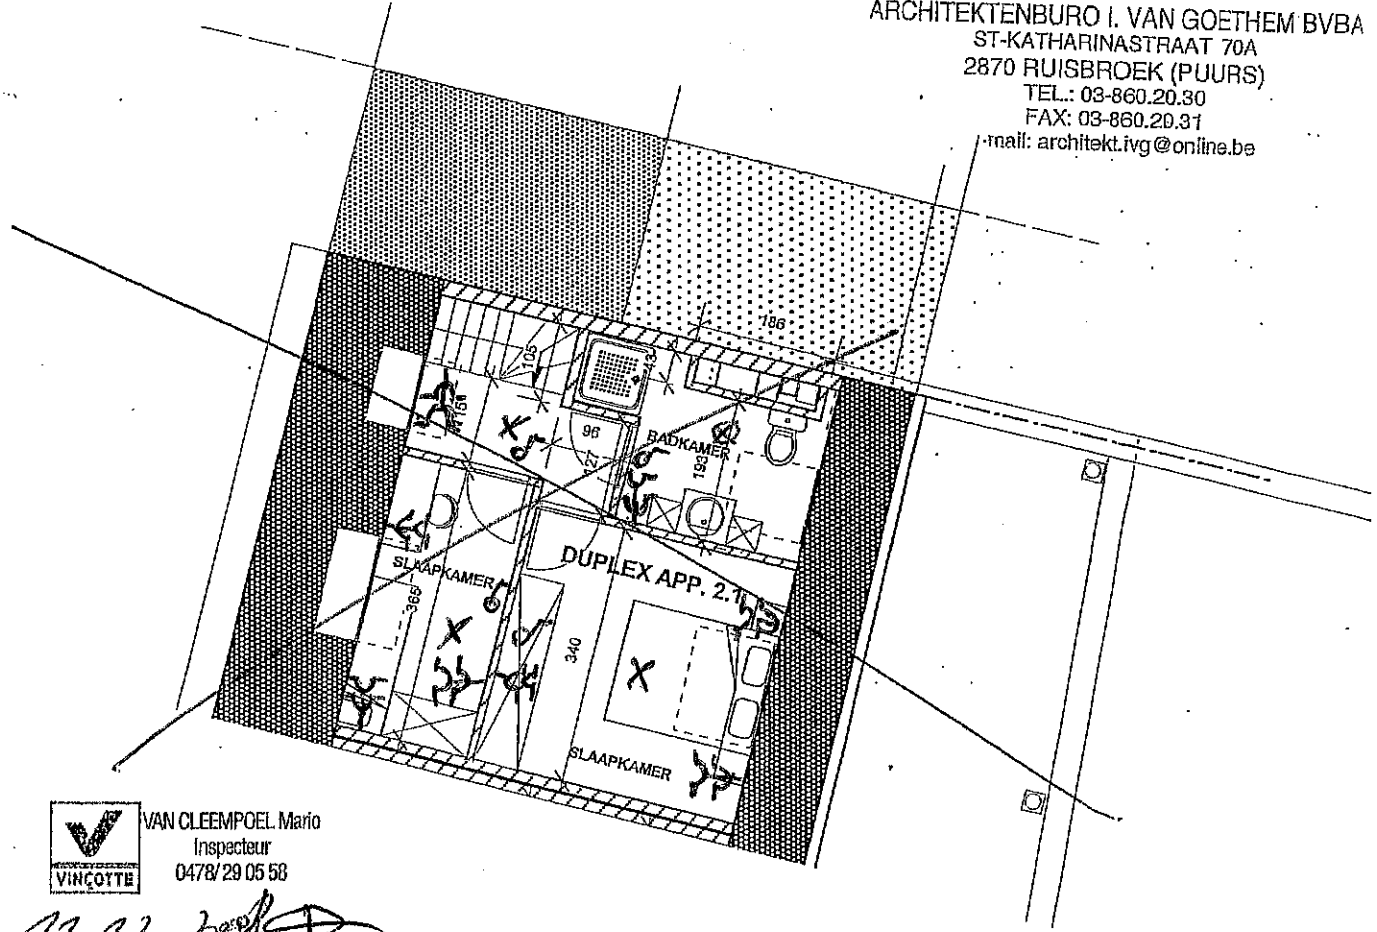 ARCHITEKTENBURO I. VAN GOETHEM BVBA
ST-KATHARINASTRAAT 70A
2870 RUISBROEK (PUURS)
TEL.: 03-860.20.30
FAX: 03-860.20.31
-mail: architekt.ivg@online.be
186
105
96
127
BADKAMER
193
DUPLEX APP. 2.1
SLAAPKAMER
365
340
SLAAPKAMER
VAN CLEEMPOEL Mario
Inspecteur
0478/29 05 58
VINÇOTTE